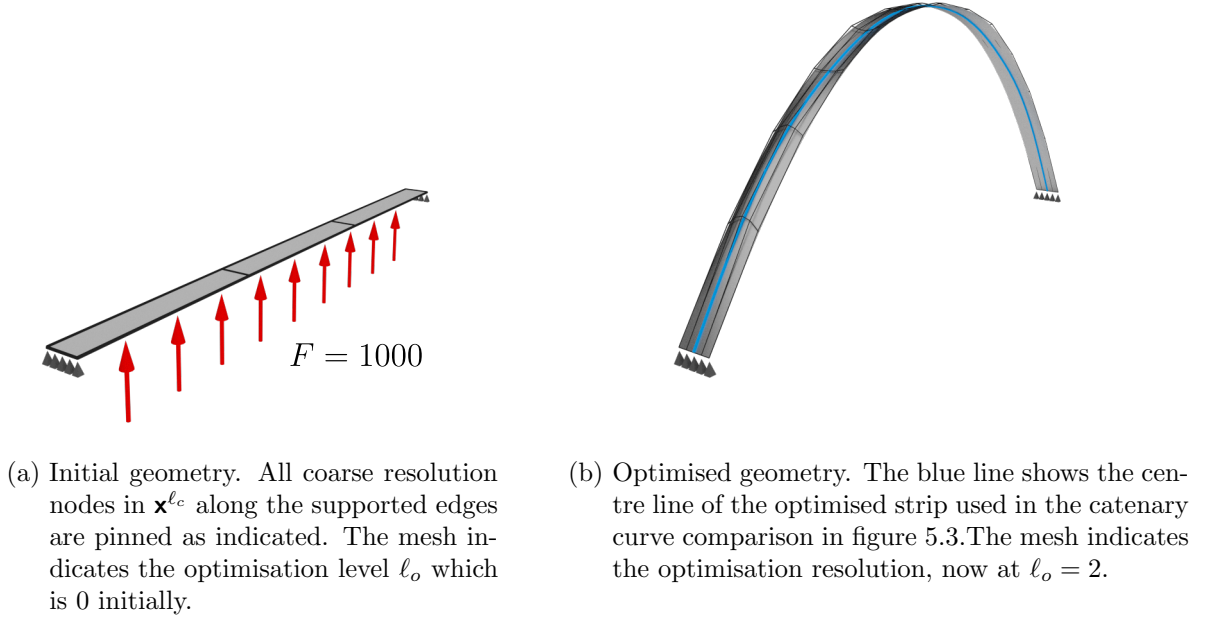 F = 1000
(a) Initial geometry. All coarse resolution
nodes in x^{ℓ_c} along the supported edges
are pinned as indicated. The mesh in-
dicates the optimisation level ℓ_o which
is 0 initially.
(b) Optimised geometry. The blue line shows the cen-
tre line of the optimised strip used in the catenary
curve comparison in figure 5.3.The mesh indicates
the optimisation resolution, now at ℓ_o = 2.